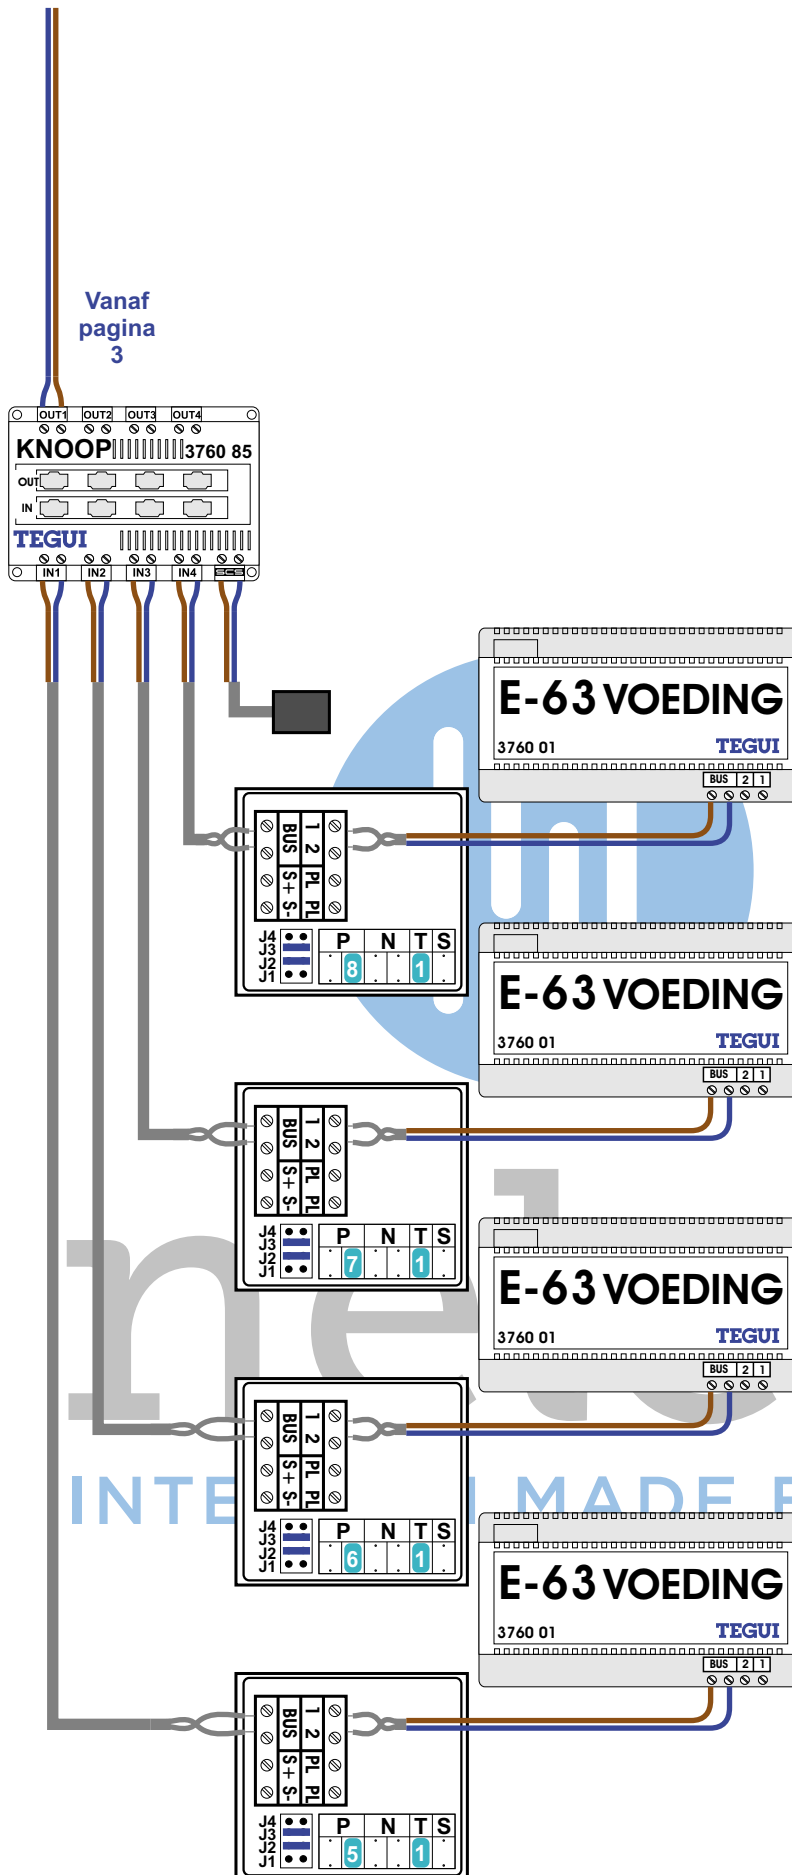 Vanaf
pagina
3
OUT1 OUT2 OUT3 OUT4
KNOOP 3760 85
OUT
IN
TEGUI
IN1 IN2 IN3 IN4 SCS
E-63 VOEDING
3760 01 TEGUI
BUS 2 1
BUS 1 2
S+ S- PL PL
J4
J3
J2
J1
P N T S
8 1
E-63 VOEDING
3760 01 TEGUI
BUS 2 1
BUS 1 2
S+ S- PL PL
J4
J3
J2
J1
P N T S
7 1
E-63 VOEDING
3760 01 TEGUI
BUS 2 1
BUS 1 2
S+ S- PL PL
J4
J3
J2
J1
P N T S
6 1
E-63 VOEDING
3760 01 TEGUI
BUS 2 1
BUS 1 2
S+ S- PL PL
J4
J3
J2
J1
P N T S
5 1
MADE